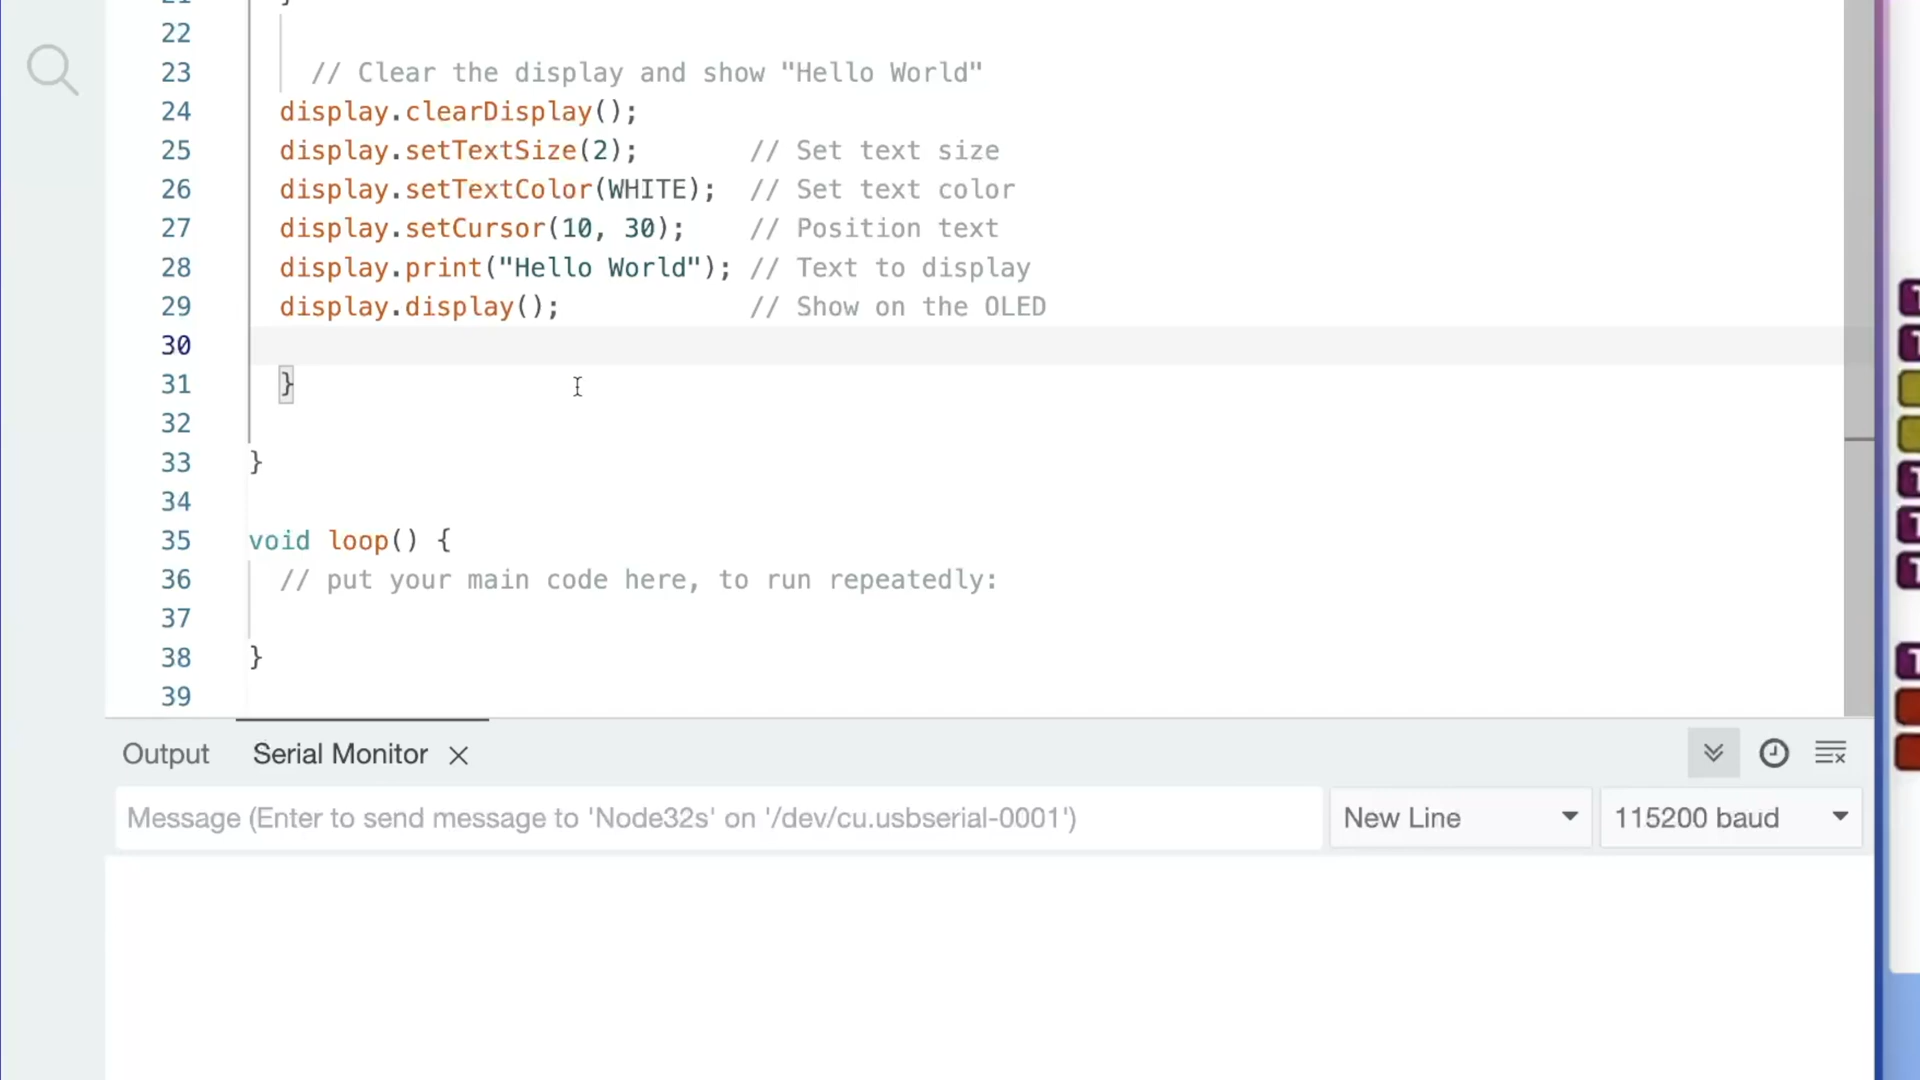 22
23 // Clear the display and show "Hello World"
24 display.clearDisplay();
25 display.setTextSize(2); // Set text size
26 display.setTextColor(WHITE); // Set text color
27 display.setCursor(10, 30); // Position text
28 display.print("Hello World"); // Text to display
29 display.display(); // Show on the OLED
30
31 }
32
33 }
34
35 void loop() {
36 // put your main code here, to run repeatedly:
37
38 }
39
Output Serial Monitor
Message (Enter to send message to 'Node32s' on '/dev/cu.usbserial-0001') New Line 115200 baud